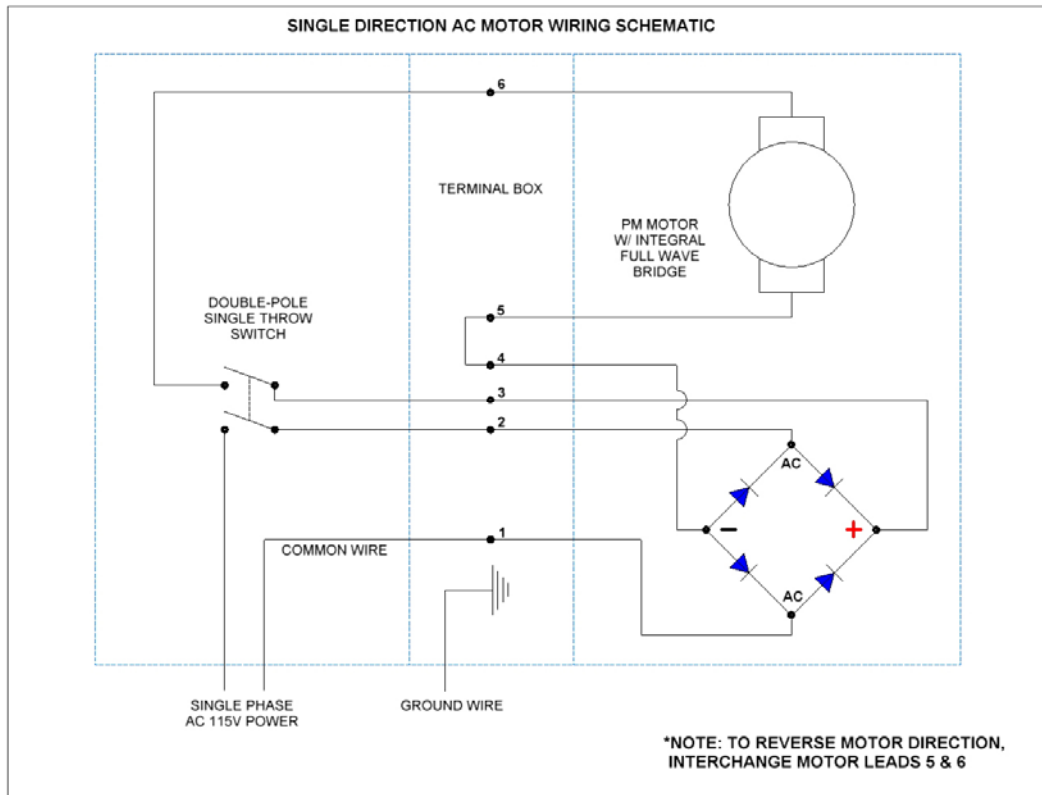 SINGLE DIRECTION AC MOTOR WIRING SCHEMATIC
6
TERMINAL BOX
PM MOTOR
W/ INTEGRAL
FULL WAVE
BRIDGE
DOUBLE-POLE
SINGLE THROW
SWITCH
5
4
3
2
AC
-
+
1
COMMON WIRE
AC
SINGLE PHASE
AC 115V POWER
GROUND WIRE
*NOTE: TO REVERSE MOTOR DIRECTION,
INTERCHANGE MOTOR LEADS 5 & 6